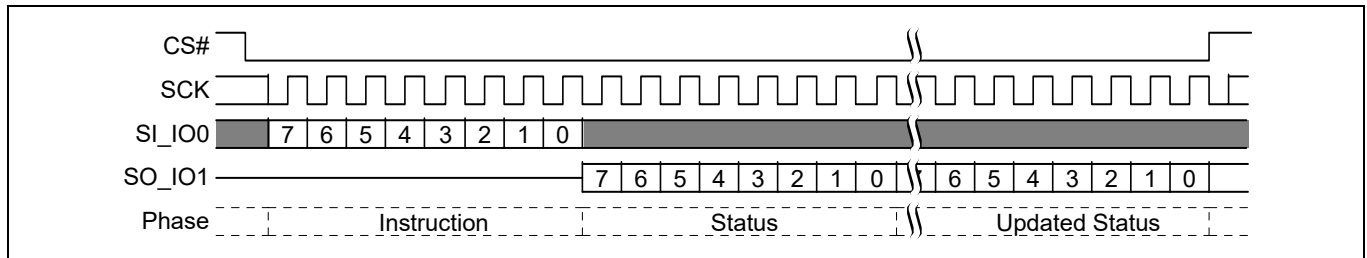 CS#
SCK
SI_IO0 7 6 5 4 3 2 1 0
SO_IO1 7 6 5 4 3 2 1 0 6 5 4 3 2 1 0
Phase Instruction Status Updated Status